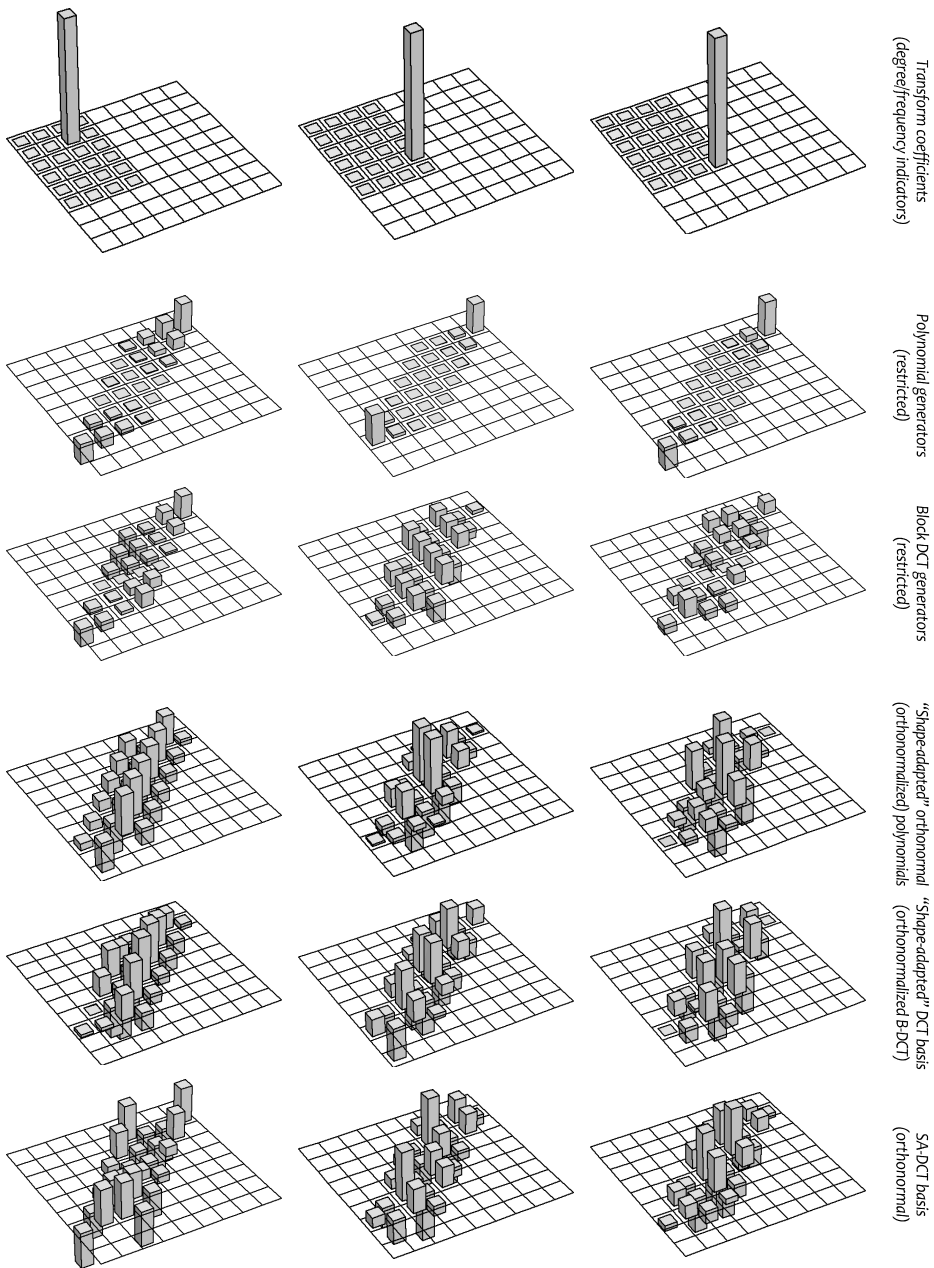 Transform coefficients
(degree/frequency indicators)
Polynomial generators
(restricted)
Block DCT generators
(restricted)
“Shape-adapted” orthonormal
(orthonormalized) polynomials
“Shape-adapted” DCT basis
(orthonormalized B-DCT)
SA-DCT basis
(orthonormal)